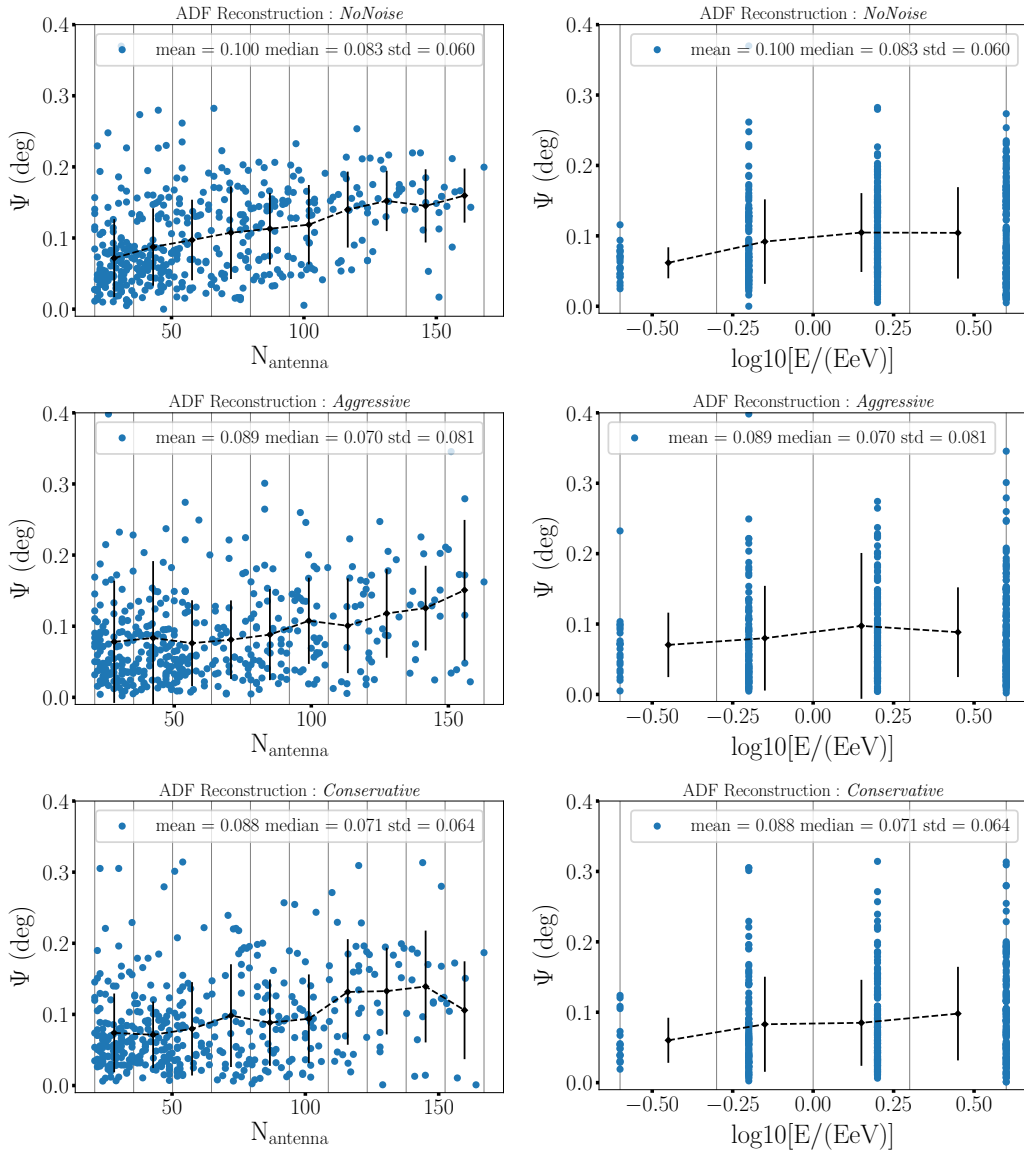 ADF Reconstruction : NoNoise
0.4
0.3
0.2
0.1
0.0
Ψ (deg)
mean = 0.100 median = 0.083 std = 0.060
50 100 150
N_antenna
ADF Reconstruction : NoNoise
0.4
0.3
0.2
0.1
0.0
Ψ (deg)
mean = 0.100 median = 0.083 std = 0.060
−0.50 −0.25 0.00 0.25 0.50
log10[E/(EeV)]
ADF Reconstruction : Aggressive
0.4
0.3
0.2
0.1
0.0
Ψ (deg)
mean = 0.089 median = 0.070 std = 0.081
50 100 150
N_antenna
ADF Reconstruction : Aggressive
0.4
0.3
0.2
0.1
0.0
Ψ (deg)
mean = 0.089 median = 0.070 std = 0.081
−0.50 −0.25 0.00 0.25 0.50
log10[E/(EeV)]
ADF Reconstruction : Conservative
0.4
0.3
0.2
0.1
0.0
Ψ (deg)
mean = 0.088 median = 0.071 std = 0.064
50 100 150
N_antenna
ADF Reconstruction : Conservative
0.4
0.3
0.2
0.1
0.0
Ψ (deg)
mean = 0.088 median = 0.071 std = 0.064
−0.50 −0.25 0.00 0.25 0.50
log10[E/(EeV)]